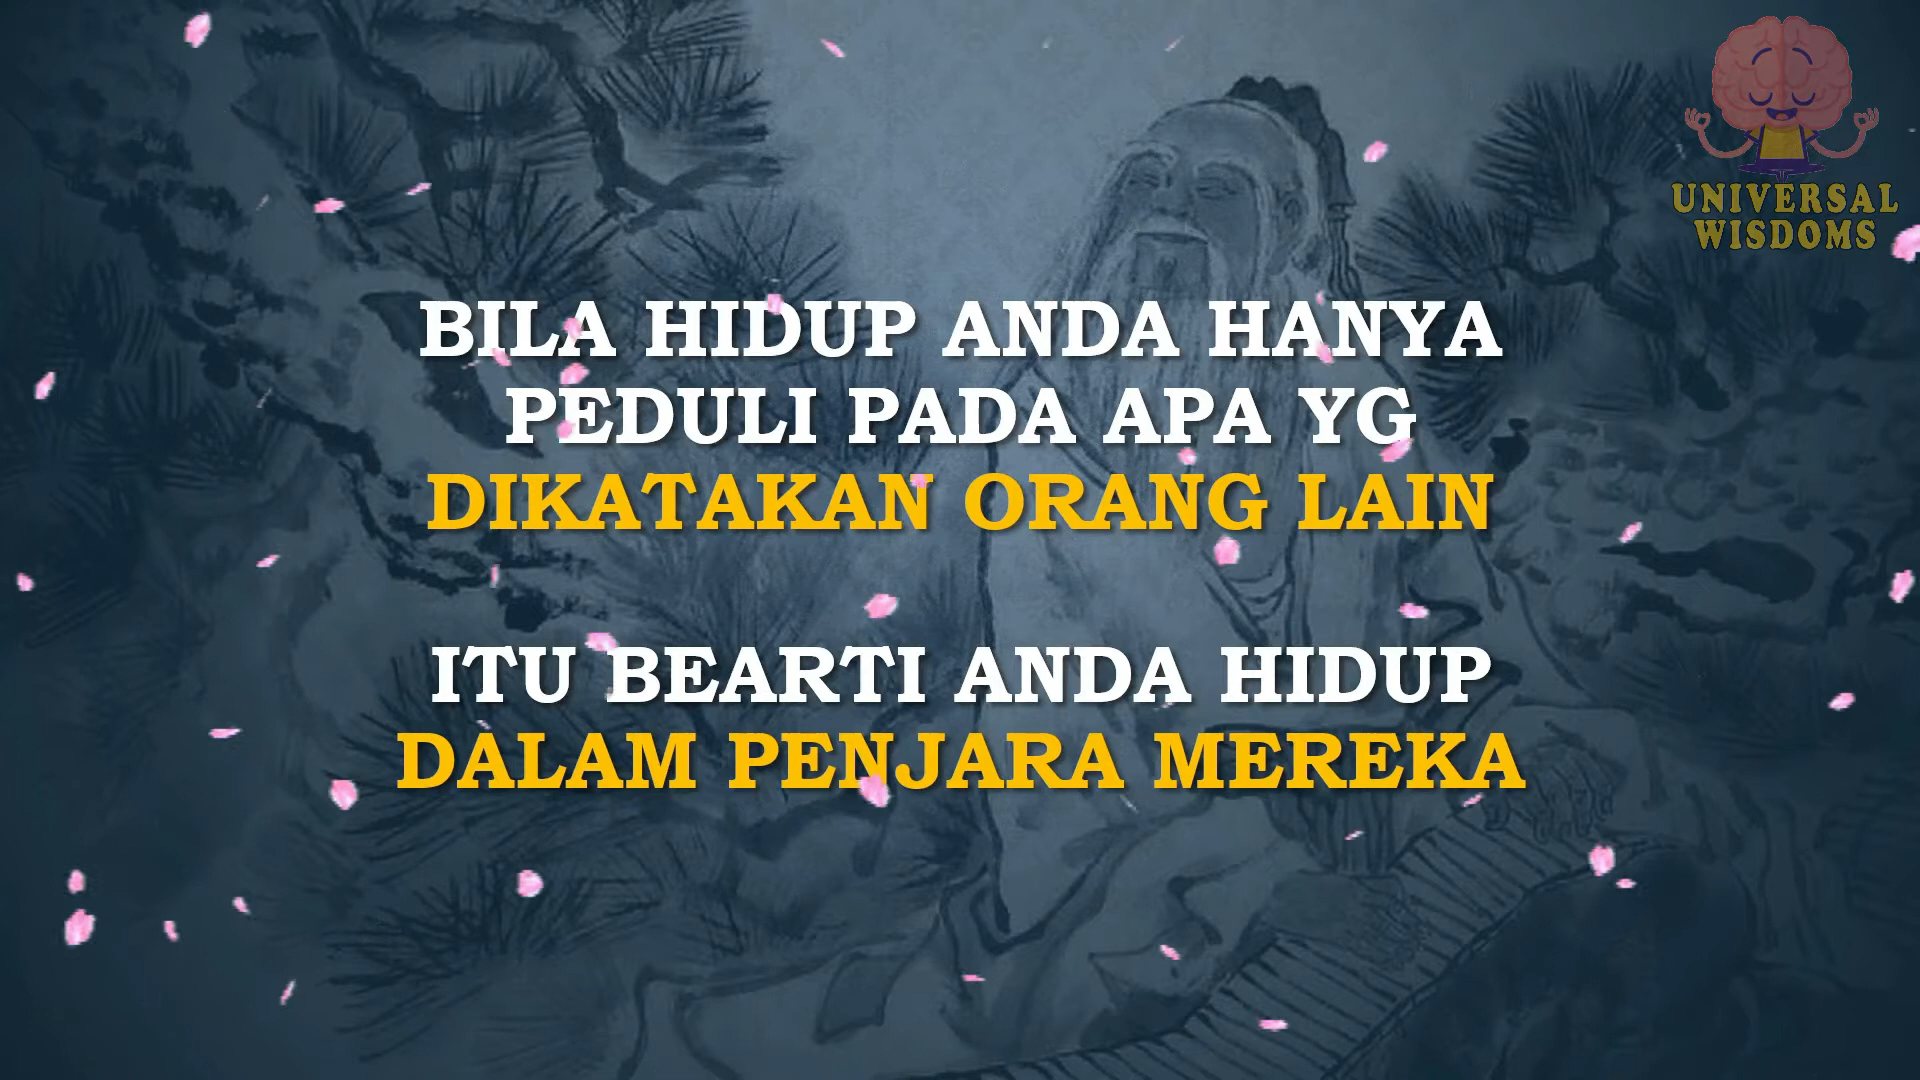 UNIVERSAL
WISDOMS
BILA HIDUP ANDA HANYA
PEDULI PADA APA YG
DIKATAKAN ORANG LAIN
ITU BEARTI ANDA HIDUP
DALAM PENJARA MEREKA